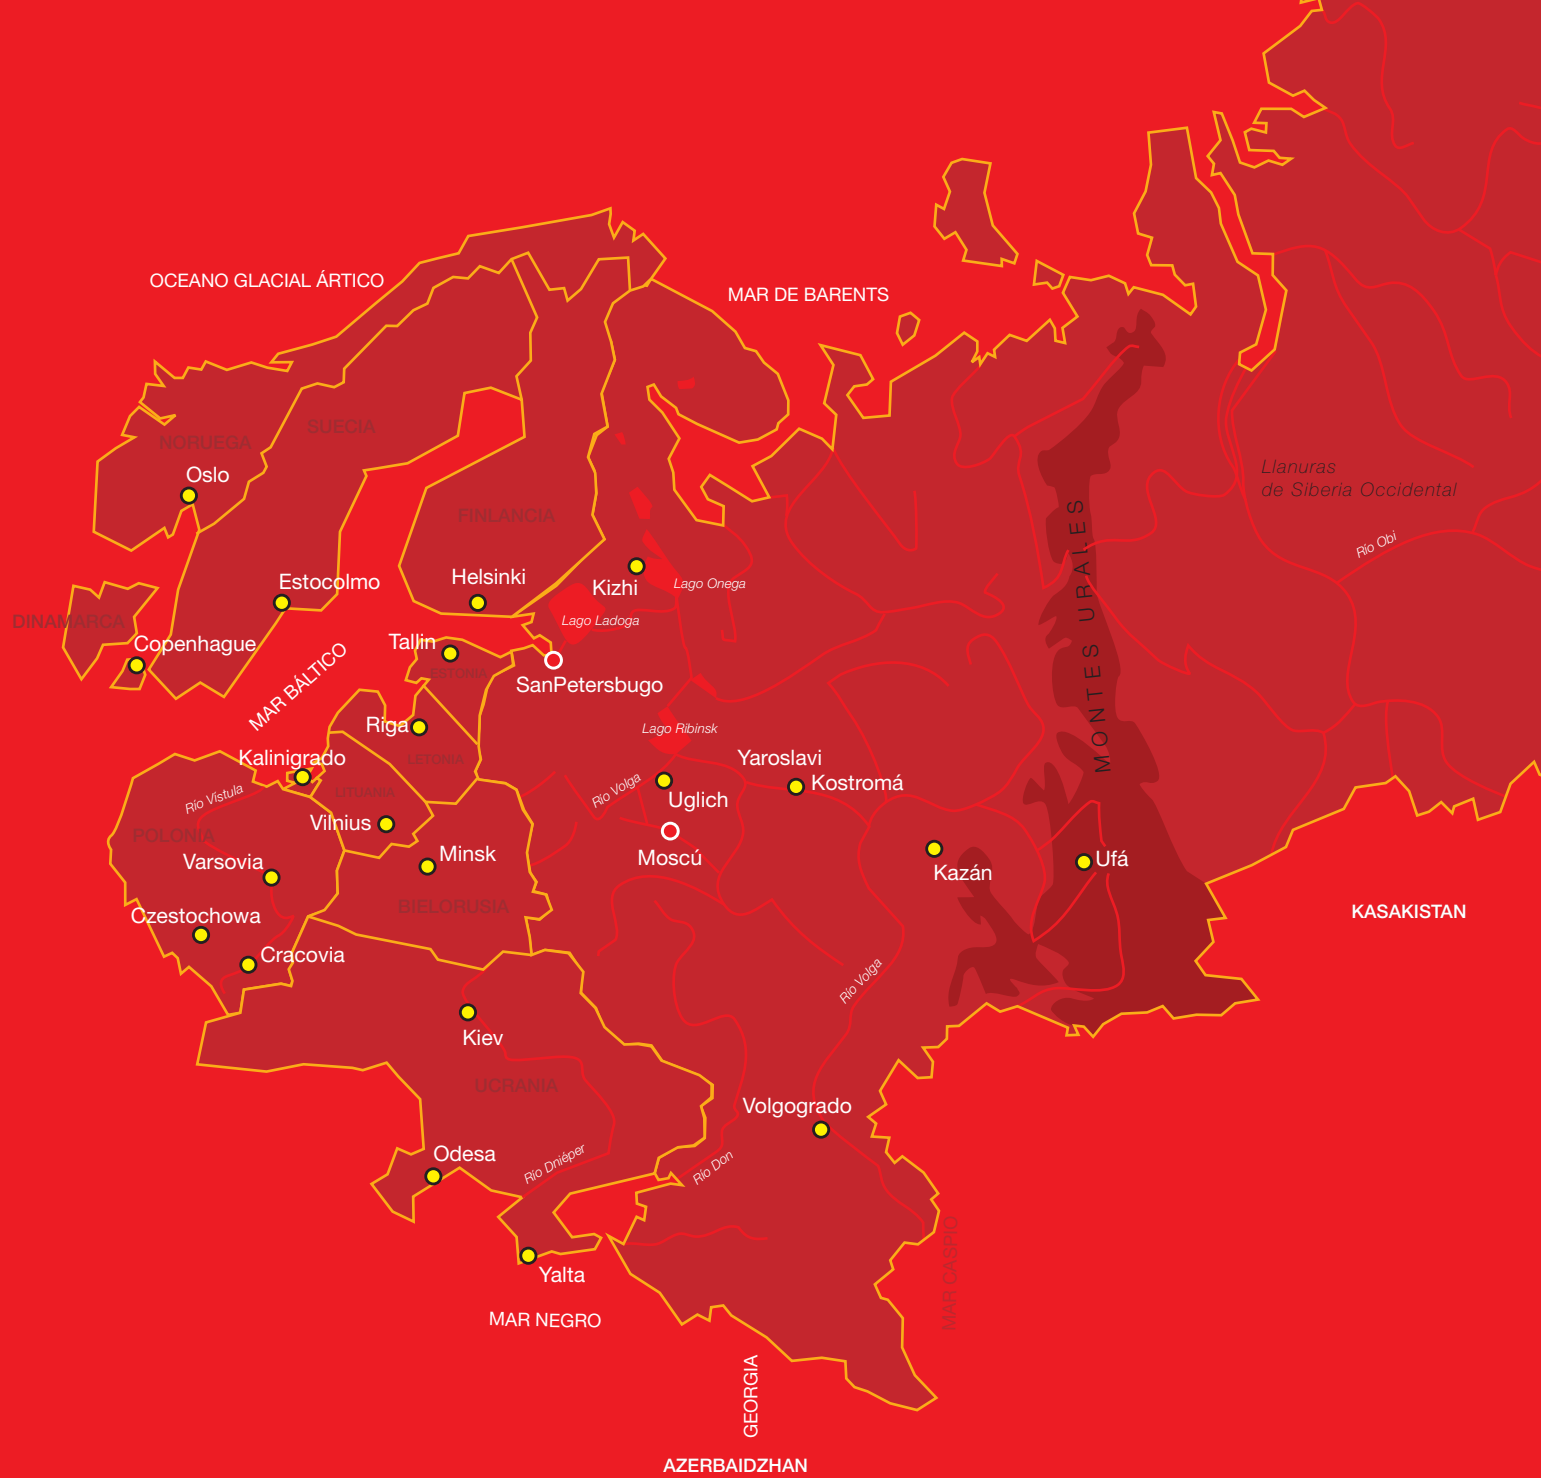 OCEANO GLACIAL ÁRTICO
MAR DE BARENTS
SUECIA
NORUEGA
Oslo
Llanuras
de Siberia Occidental
FINLANCIA
MONTES URALES
Río Obi
Estocolmo
Helsinki
Kizhi
Lago Onega
DINAMARCA
Lago Ladoga
Copenhague
Tallin
ESTONIA
MAR BÁLTICO
SanPetersbugo
Riga
Lago Ribinsk
Kalinigrado
LETONIA
Yaroslavi
Kostromá
Río Vístula
LITUANIA
Río Volga
Uglich
POLONIA
Vilnius
Varsovia
Minsk
Moscú
Kazán
Ufá
Czestochowa
BIELORUSIA
KASAKISTAN
Cracovia
Río Volga
Kiev
UCRANIA
Volgogrado
Odesa
Río Dniéper
Río Don
MAR CASPIO
Yalta
MAR NEGRO
GEORGIA
AZERBAIDZHAN